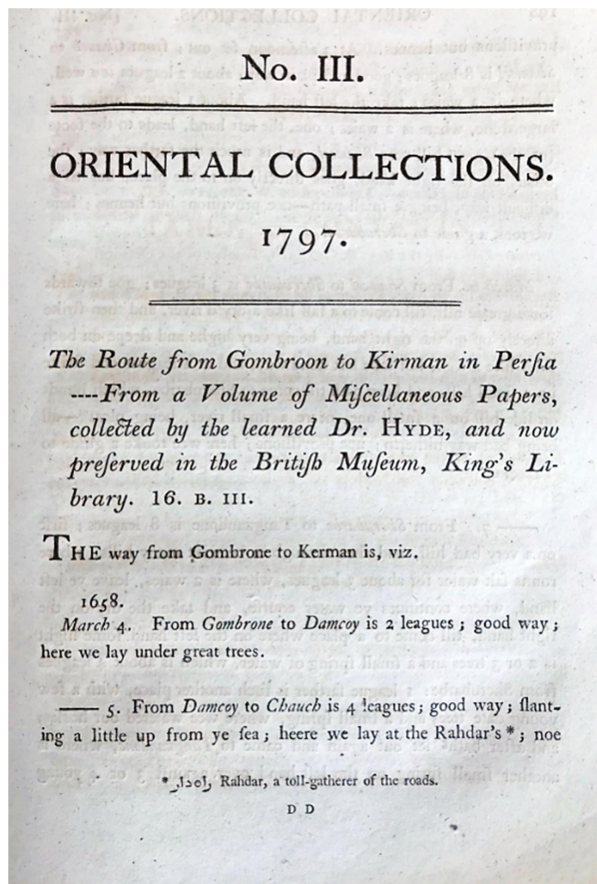 No. III.
ORIENTAL COLLECTIONS.
1797.
The Route from Gombroon to Kirman in Perſia
----From a Volume of Miſcellaneous Papers,
collected by the learned Dr. HYDE, and now
preſerved in the Britiſh Muſeum, King's Li-
brary. 16. B. III.
THE way from Gombrone to Kerman is, viz.
1658.
March 4. From Gombrone to Damcoy is 2 leagues ; good way ;
here we lay under great trees.
—— 5. From Damcoy to Chauch is 4 leagues; good way ; ſlant-
ing a little up from ye ſea ; heere we lay at the Rahdar's * ; noe
* راهدار Rahdar, a toll-gatherer of the roads.
D D